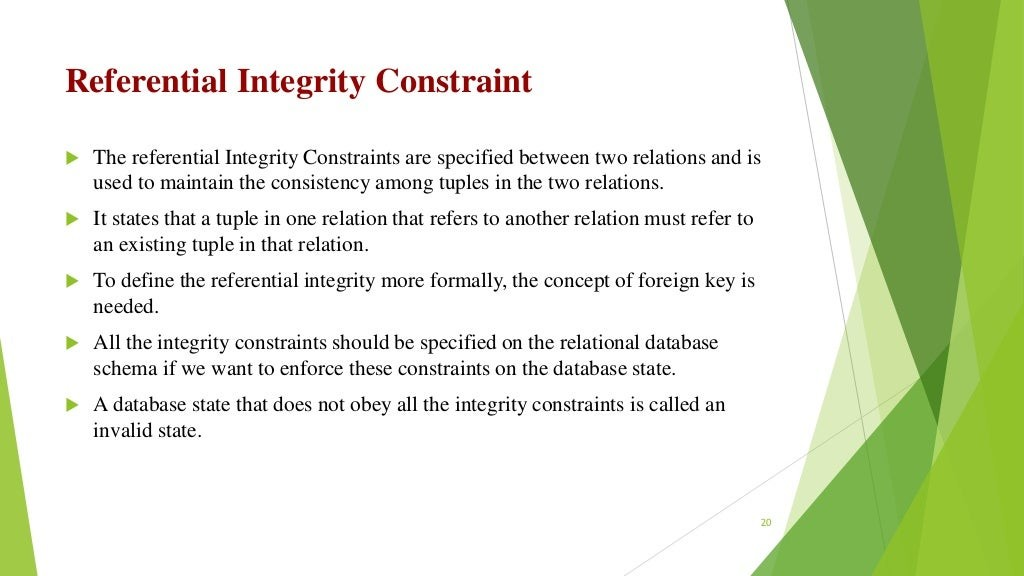 Referential Integrity Constraint
The referential Integrity Constraints are specified between two relations and is
used to maintain the consistency among tuples in the two relations.
It states that a tuple in one relation that refers to another relation must refer to
an existing tuple in that relation.
To define the referential integrity more formally, the concept of foreign key is
needed.
All the integrity constraints should be specified on the relational database
schema if we want to enforce these constraints on the database state.
A database state that does not obey all the integrity constraints is called an
invalid state.
20